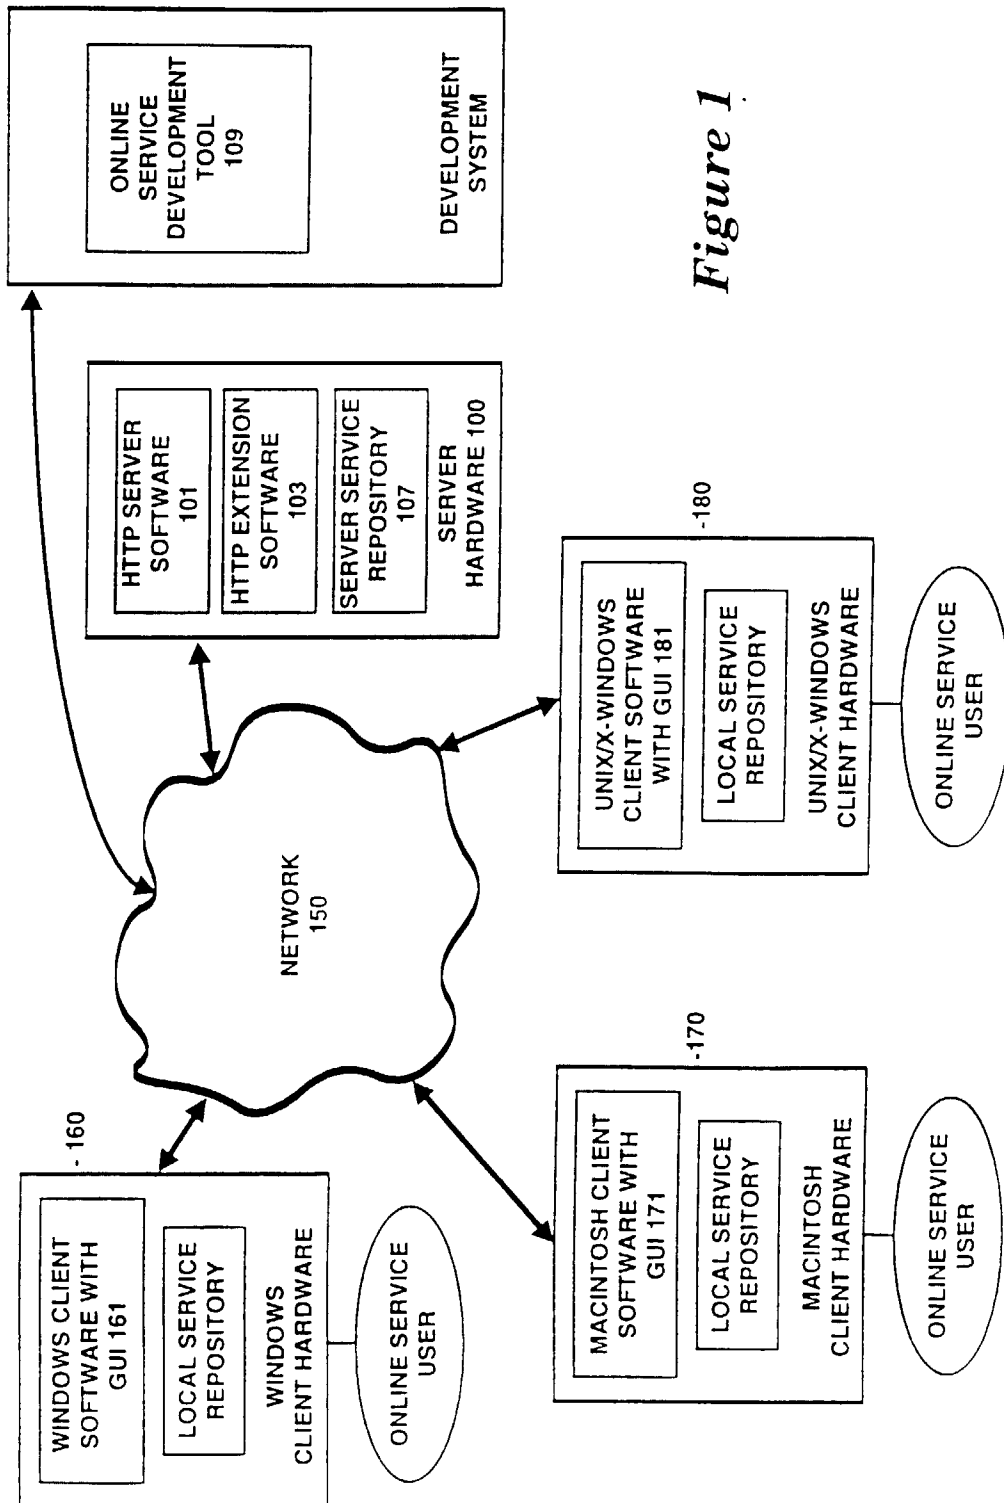 WINDOWS CLIENT
SOFTWARE WITH
GUI 161
LOCAL SERVICE
REPOSITORY
WINDOWS
CLIENT HARDWARE
160
ONLINE SERVICE
USER
NETWORK
150
HTTP SERVER
SOFTWARE
101
HTTP EXTENSION
SOFTWARE
103
SERVER SERVICE
REPOSITORY
107
SERVER
HARDWARE 100
ONLINE
SERVICE
DEVELOPMENT
TOOL
109
DEVELOPMENT
SYSTEM
MACINTOSH CLIENT
SOFTWARE WITH
GUI 171
LOCAL SERVICE
REPOSITORY
MACINTOSH
CLIENT HARDWARE
170
ONLINE SERVICE
USER
UNIX/X-WINDOWS
CLIENT SOFTWARE
WITH GUI 181
LOCAL SERVICE
REPOSITORY
UNIX/X-WINDOWS
CLIENT HARDWARE
180
ONLINE SERVICE
USER
Figure 1